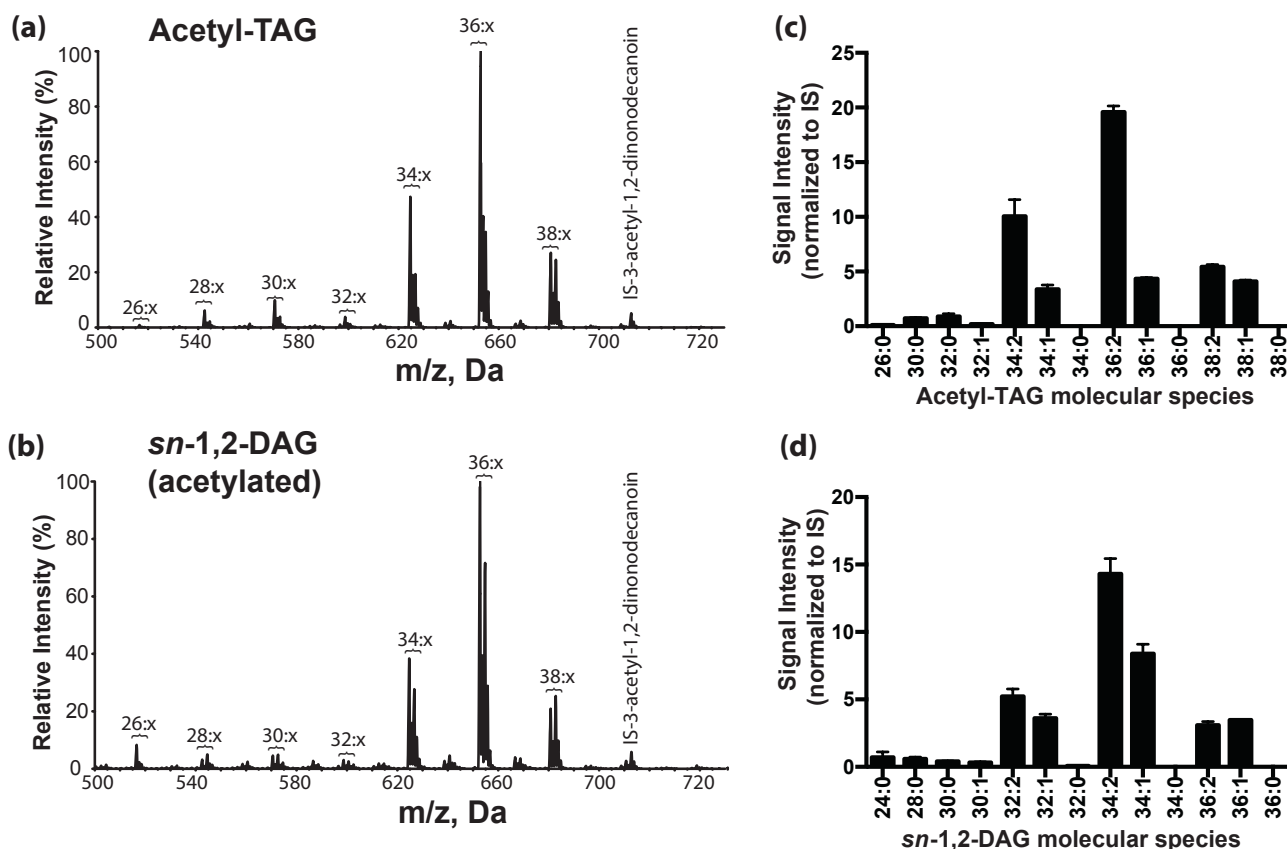 (a)
Acetyl-TAG
Relative Intensity (%)
100
80
60
40
20
0
26:x
28:x
30:x
32:x
34:x
36:x
38:x
IS-3-acetyl-1,2-dinonodecanoin
500
540
580
620
660
700
720
m/z, Da
(b)
sn-1,2-DAG
(acetylated)
Relative Intensity (%)
100
80
60
40
20
0
26:x
28:x
30:x
32:x
34:x
36:x
38:x
IS-3-acetyl-1,2-dinonodecanoin
500
540
580
620
660
700
720
m/z, Da
(c)
Signal Intensity
(normalized to IS)
25
20
15
10
5
0
26:0
30:0
32:0
32:1
34:2
34:1
34:0
36:2
36:1
36:0
38:2
38:1
38:0
Acetyl-TAG molecular species
(d)
Signal Intensity
(normalized to IS)
20
15
10
5
0
24:0
28:0
30:0
30:1
32:2
32:1
32:0
34:2
34:1
34:0
36:2
36:1
36:0
sn-1,2-DAG molecular species